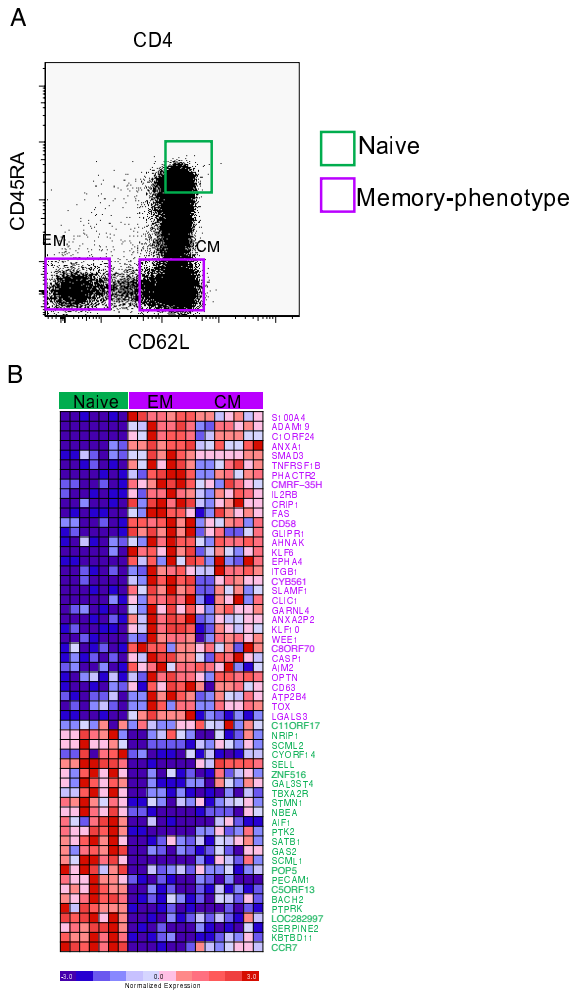 A
CD4
CD45RA
EM
CM
CD62L
Naive
Memory-phenotype
B
Naive EM CM
S100A4
ADAM19
C1ORF24
ANXA1
SMAD3
TNFRSF1B
PHACTR2
CMRF-35H
IL2RB
CRIP1
FAS
CD58
GLIPR1
AHNAK
KLF6
EPHA4
ITGB1
CYB561
SLAMF1
CLIC1
GARNL4
ANXA2P2
KLF10
WEE1
C8ORF70
CASP1
AIM2
OPTN
CD63
ATP2B4
TOX
LGALS3
C11ORF17
NRIP1
SCML2
CYORF14
SELL
ZNF516
GAL3ST4
TBXA2R
STMN1
NBEA
AIF1
PTK2
SATB1
GAS2
SCML1
POP5
PECAM1
C5ORF13
BACH2
PTPRK
LOC282997
SERPINE2
KBTBD11
CCR7
-3.0 0.0 3.0
Normalized Expression